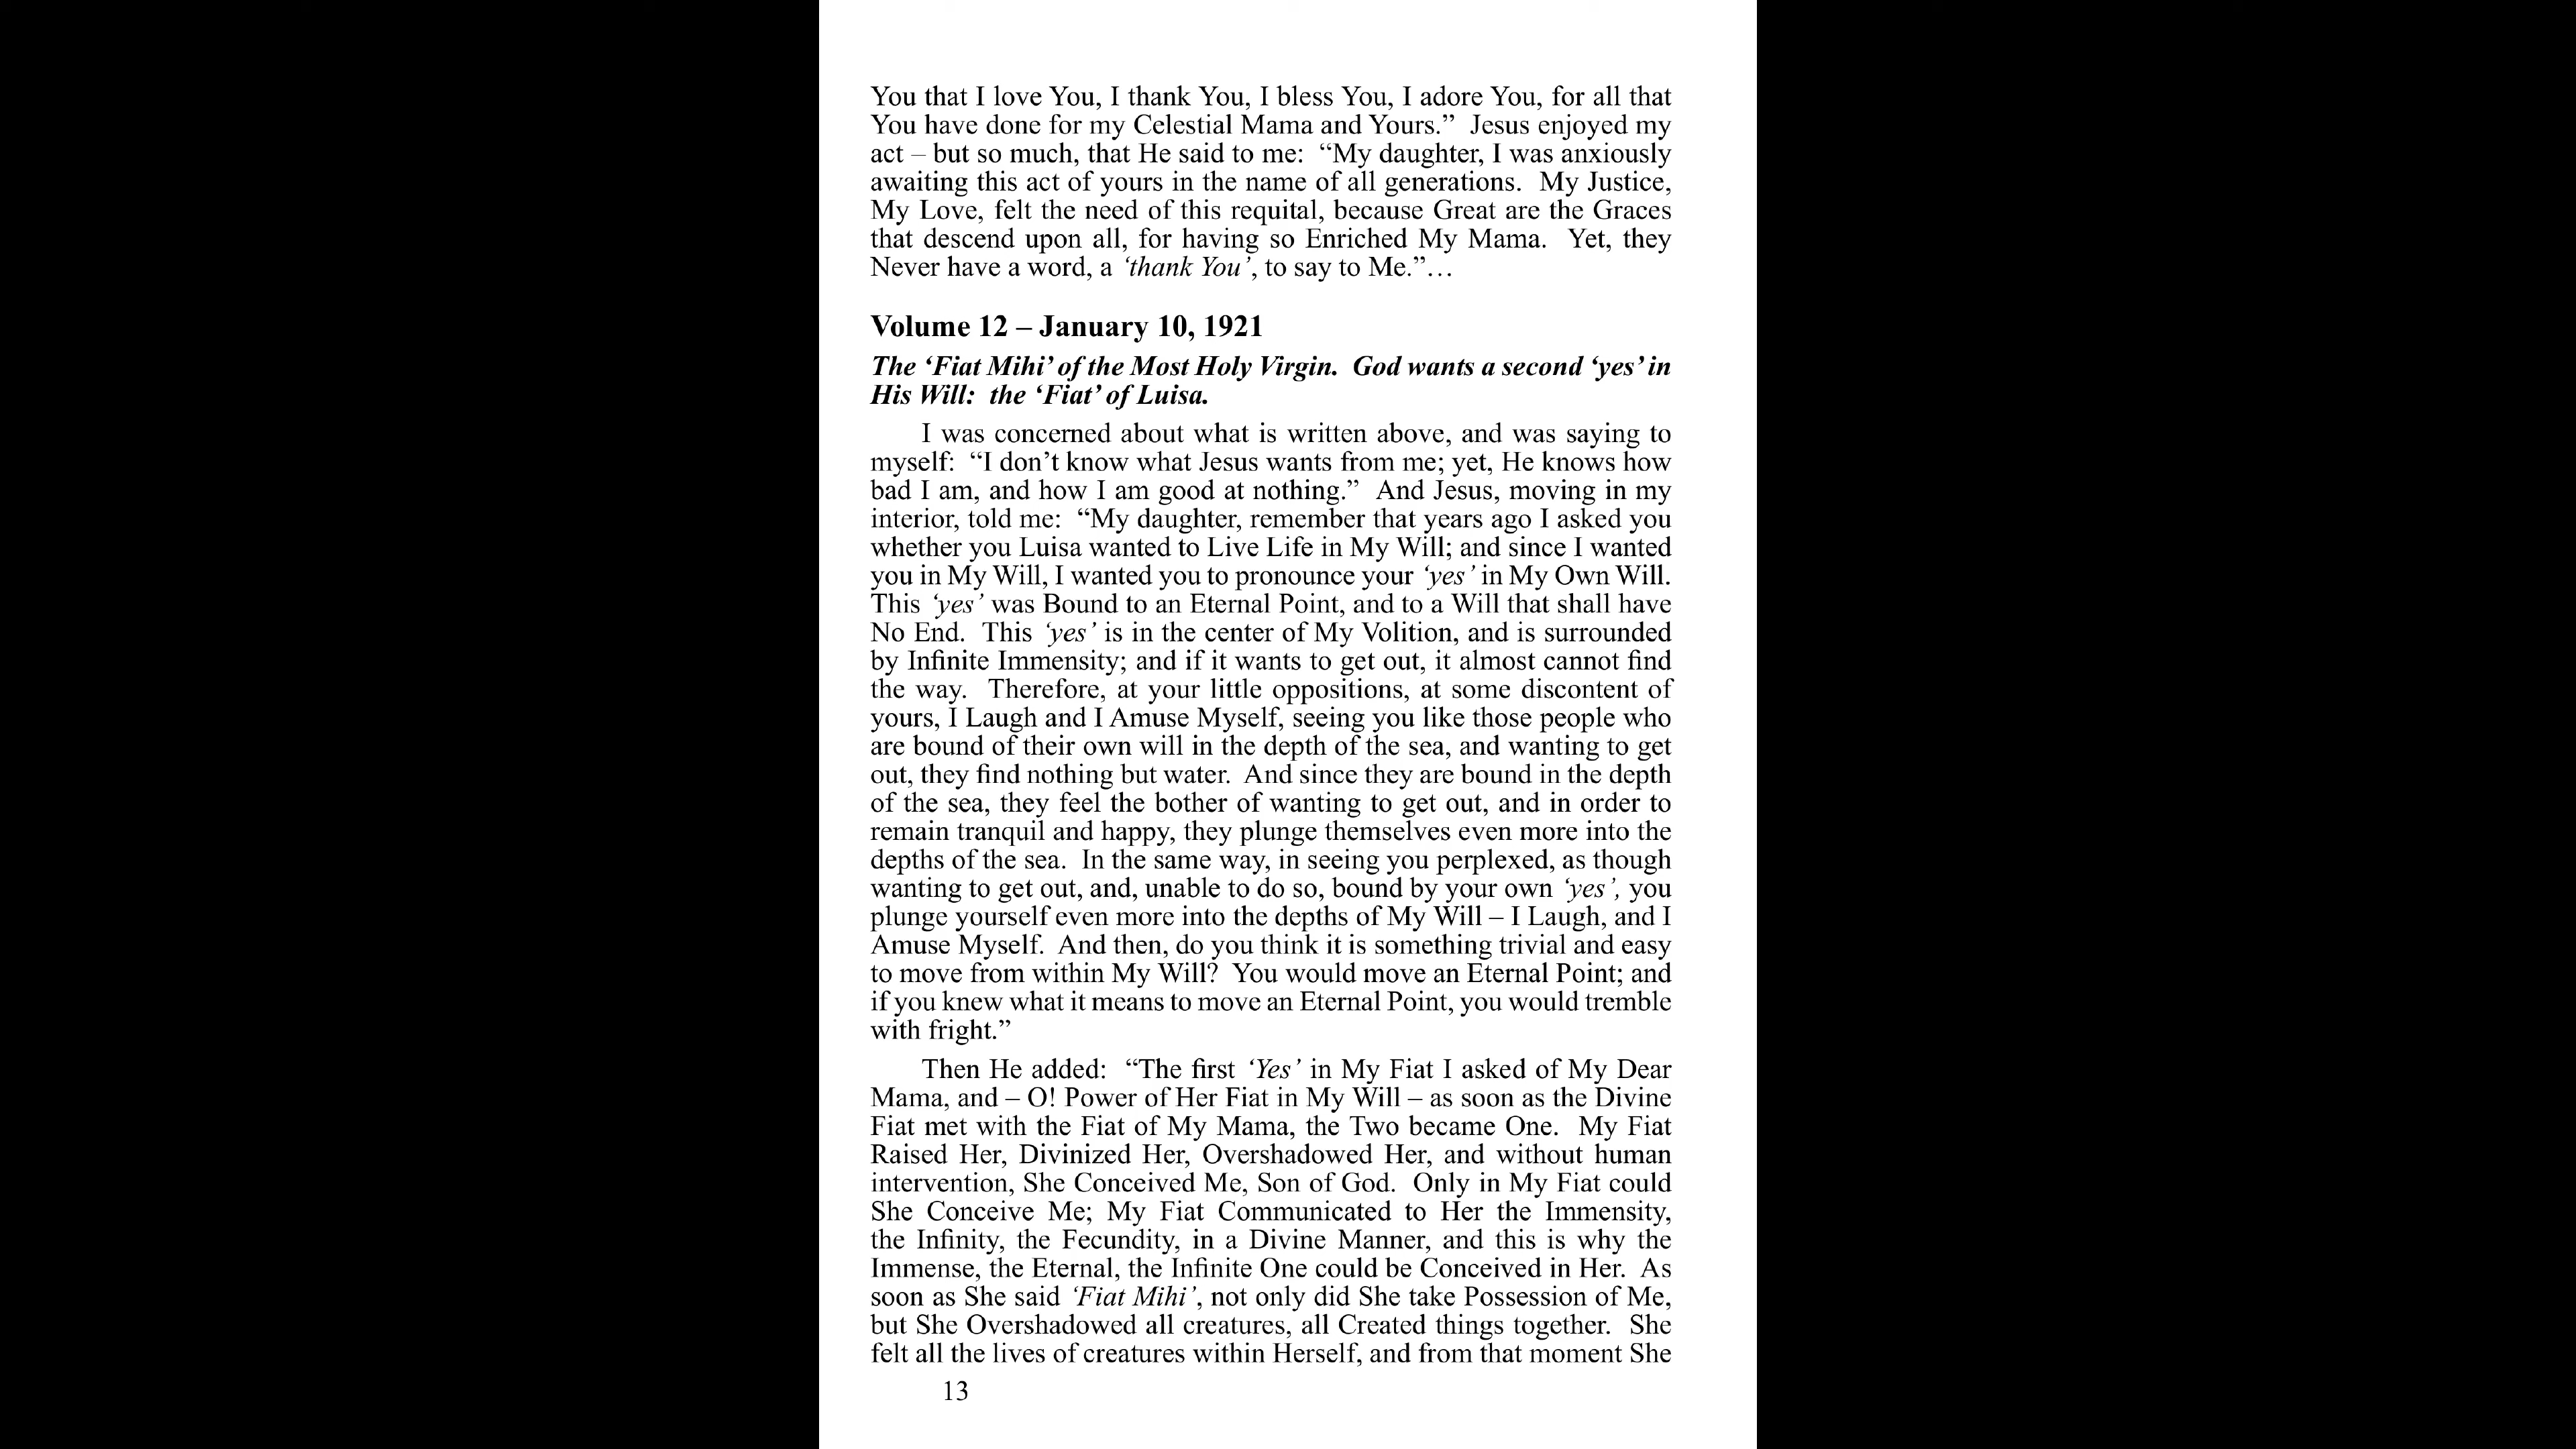 You that I love You, I thank You, I bless You, I adore You, for all that
You have done for my Celestial Mama and Yours.”  Jesus enjoyed my
act – but so much, that He said to me:  “My daughter, I was anxiously
awaiting this act of yours in the name of all generations.  My Justice,
My Love, felt the need of this requital, because Great are the Graces
that descend upon all, for having so Enriched My Mama.  Yet, they
Never have a word, a ‘thank You’, to say to Me.”…
Volume 12 – January 10, 1921
The ‘Fiat Mihi’ of the Most Holy Virgin.  God wants a second ‘yes’ in
His Will:  the ‘Fiat’ of Luisa.
I was concerned about what is written above, and was saying to
myself:  “I don’t know what Jesus wants from me; yet, He knows how
bad I am, and how I am good at nothing.”  And Jesus, moving in my
interior, told me:  “My daughter, remember that years ago I asked you
whether you Luisa wanted to Live Life in My Will; and since I wanted
you in My Will, I wanted you to pronounce your ‘yes’ in My Own Will.
This ‘yes’ was Bound to an Eternal Point, and to a Will that shall have
No End.  This ‘yes’ is in the center of My Volition, and is surrounded
by Infinite Immensity; and if it wants to get out, it almost cannot find
the way.  Therefore, at your little oppositions, at some discontent of
yours, I Laugh and I Amuse Myself, seeing you like those people who
are bound of their own will in the depth of the sea, and wanting to get
out, they find nothing but water.  And since they are bound in the depth
of the sea, they feel the bother of wanting to get out, and in order to
remain tranquil and happy, they plunge themselves even more into the
depths of the sea.  In the same way, in seeing you perplexed, as though
wanting to get out, and, unable to do so, bound by your own ‘yes’, you
plunge yourself even more into the depths of My Will – I Laugh, and I
Amuse Myself.  And then, do you think it is something trivial and easy
to move from within My Will?  You would move an Eternal Point; and
if you knew what it means to move an Eternal Point, you would tremble
with fright.”
Then He added:  “The first ‘Yes’ in My Fiat I asked of My Dear
Mama, and – O! Power of Her Fiat in My Will – as soon as the Divine
Fiat met with the Fiat of My Mama, the Two became One.  My Fiat
Raised Her, Divinized Her, Overshadowed Her, and without human
intervention, She Conceived Me, Son of God.  Only in My Fiat could
She Conceive Me; My Fiat Communicated to Her the Immensity,
the Infinity, the Fecundity, in a Divine Manner, and this is why the
Immense, the Eternal, the Infinite One could be Conceived in Her.  As
soon as She said ‘Fiat Mihi’, not only did She take Possession of Me,
but She Overshadowed all creatures, all Created things together.  She
felt all the lives of creatures within Herself, and from that moment She
13